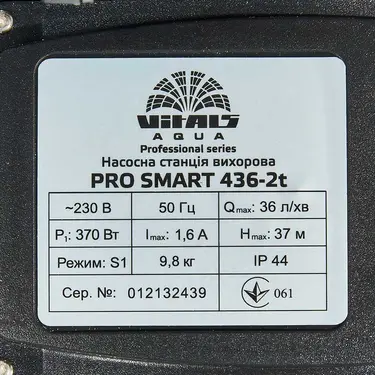 VITALS
AQUA
Professional series
Насосна станція вихорова
PRO SMART 436-2t
~230 В 50 Гц Qmax: 36 л/хв
P₁: 370 Вт Imax: 1,6 А Hmax: 37 м
Режим: S1 9,8 кг IP 44
Сер. №: 012132439 061